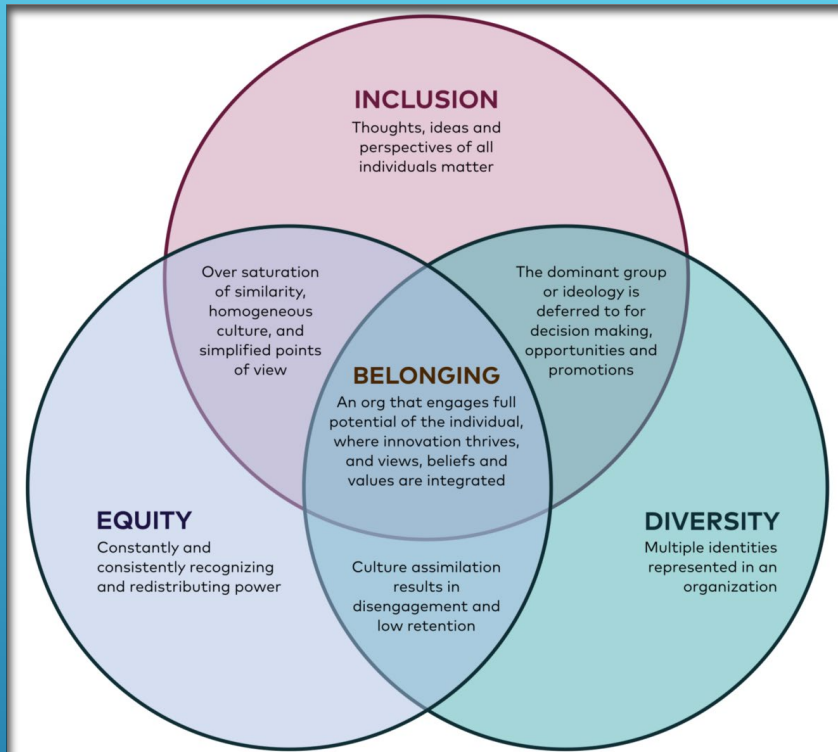 INCLUSION
Thoughts, ideas and
perspectives of all
individuals matter
Over saturation
of similarity,
homogeneous
culture, and
simplified points
of view
The dominant group
or ideology is
deferred to for
decision making,
opportunities and
promotions
BELONGING
An org that engages full
potential of the individual,
where innovation thrives,
and views, beliefs and
values are integrated
EQUITY
Constantly and
consistently recognizing
and redistributing power
Culture assimilation
results in
disengagement and
low retention
DIVERSITY
Multiple identities
represented in an
organization